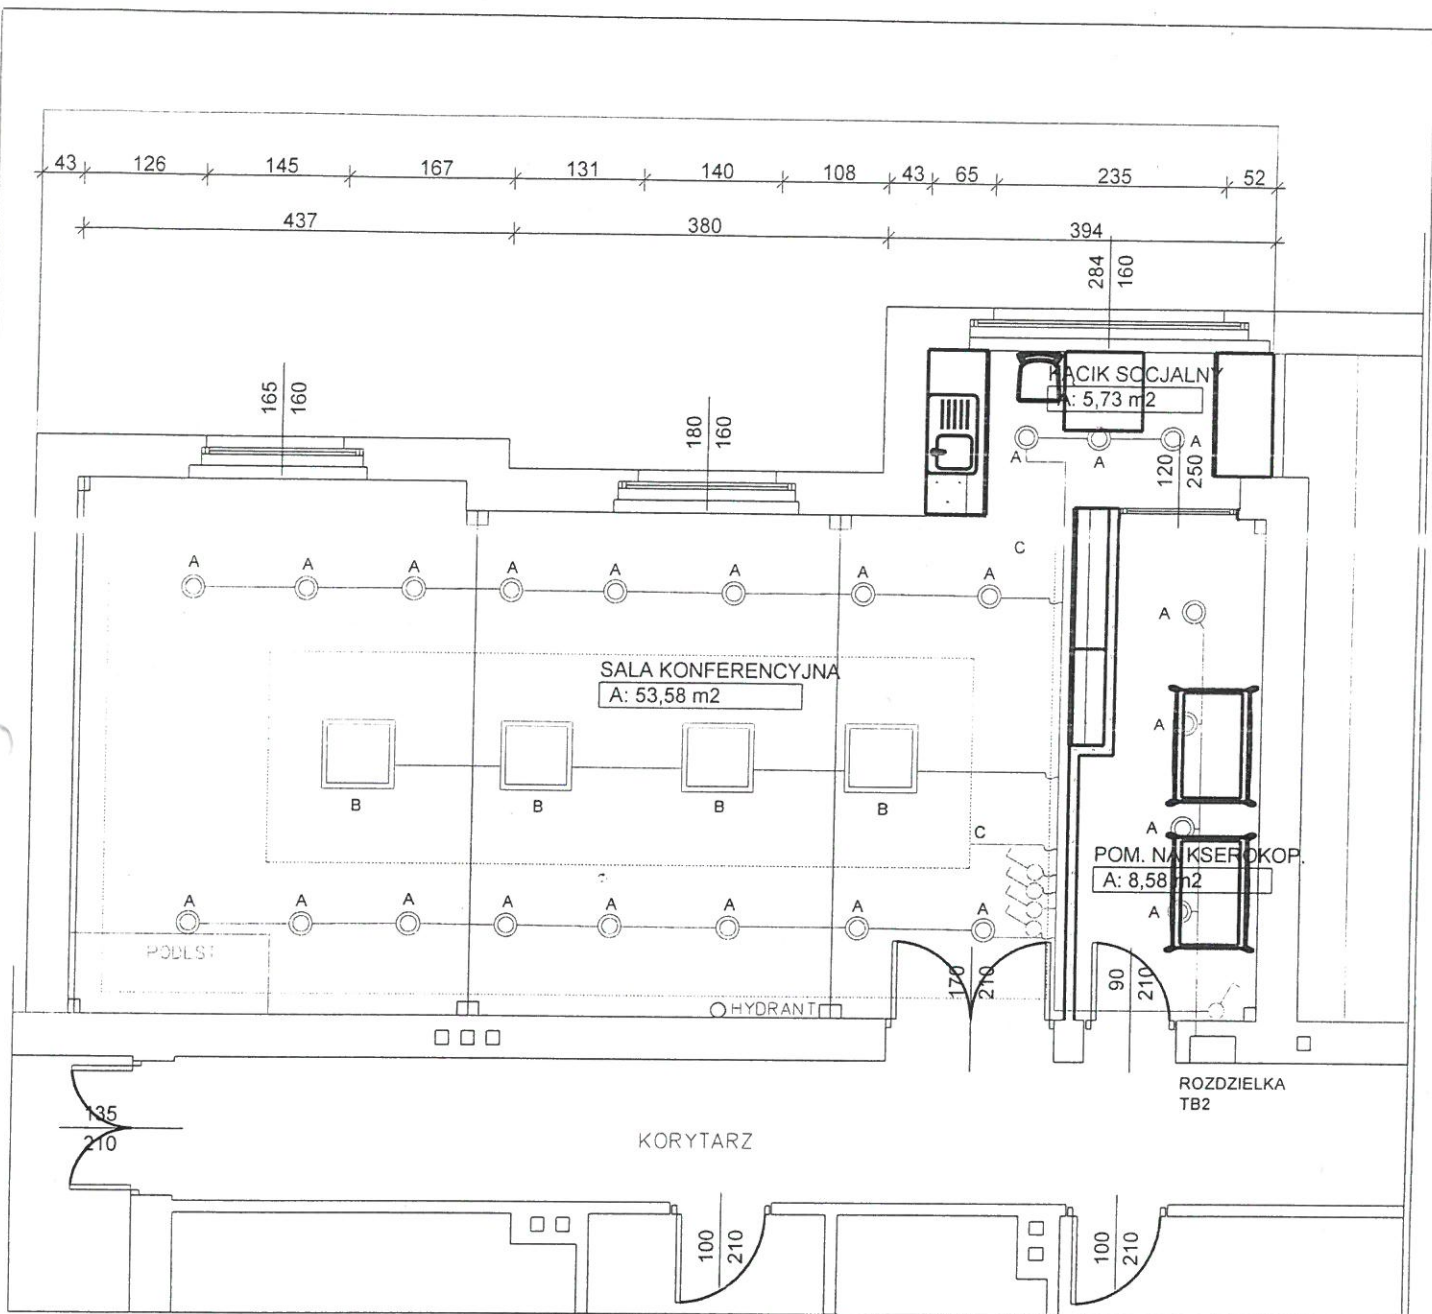 43 126 145 167 131 140 108 43 65 235 52
437 380 394
284
160
165
160
180
160
KĄCIK SOCJALNY
A: 5,73 m2
A A A
120
250
C
A A A A A A A A
A
SALA KONFERENCYJNA
A: 53,58 m2
A
B B B B
C
A
POM. NA KSEROKOP.
A: 8,58 m2
A
A A A A A A A A
PODEST
170
210
90
210
HYDRANT
ROZDZIELKA
TB2
135
210
KORYTARZ
100
210
100
210